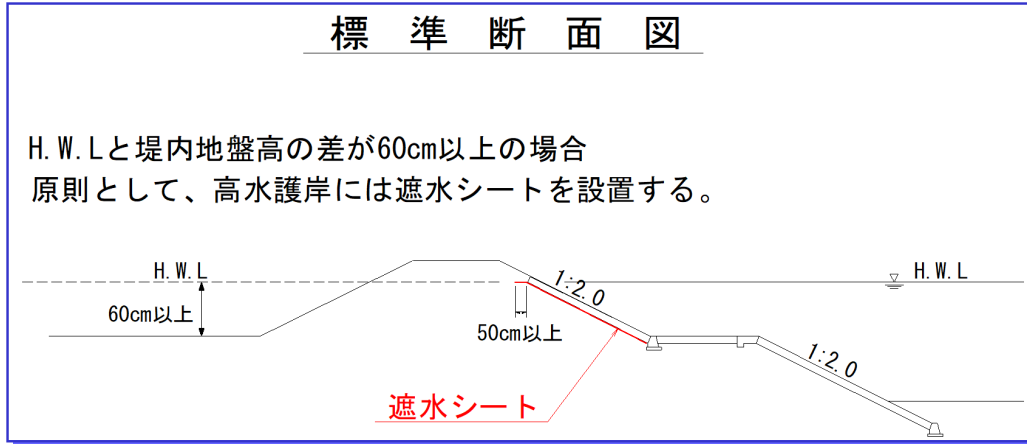 標準断面図
H.W.Lと堤内地盤高の差が60cm以上の場合
原則として、高水護岸には遮水シートを設置する。
H.W.L
1:2.0
H.W.L
60cm以上
50cm以上
1:2.0
遮水シート